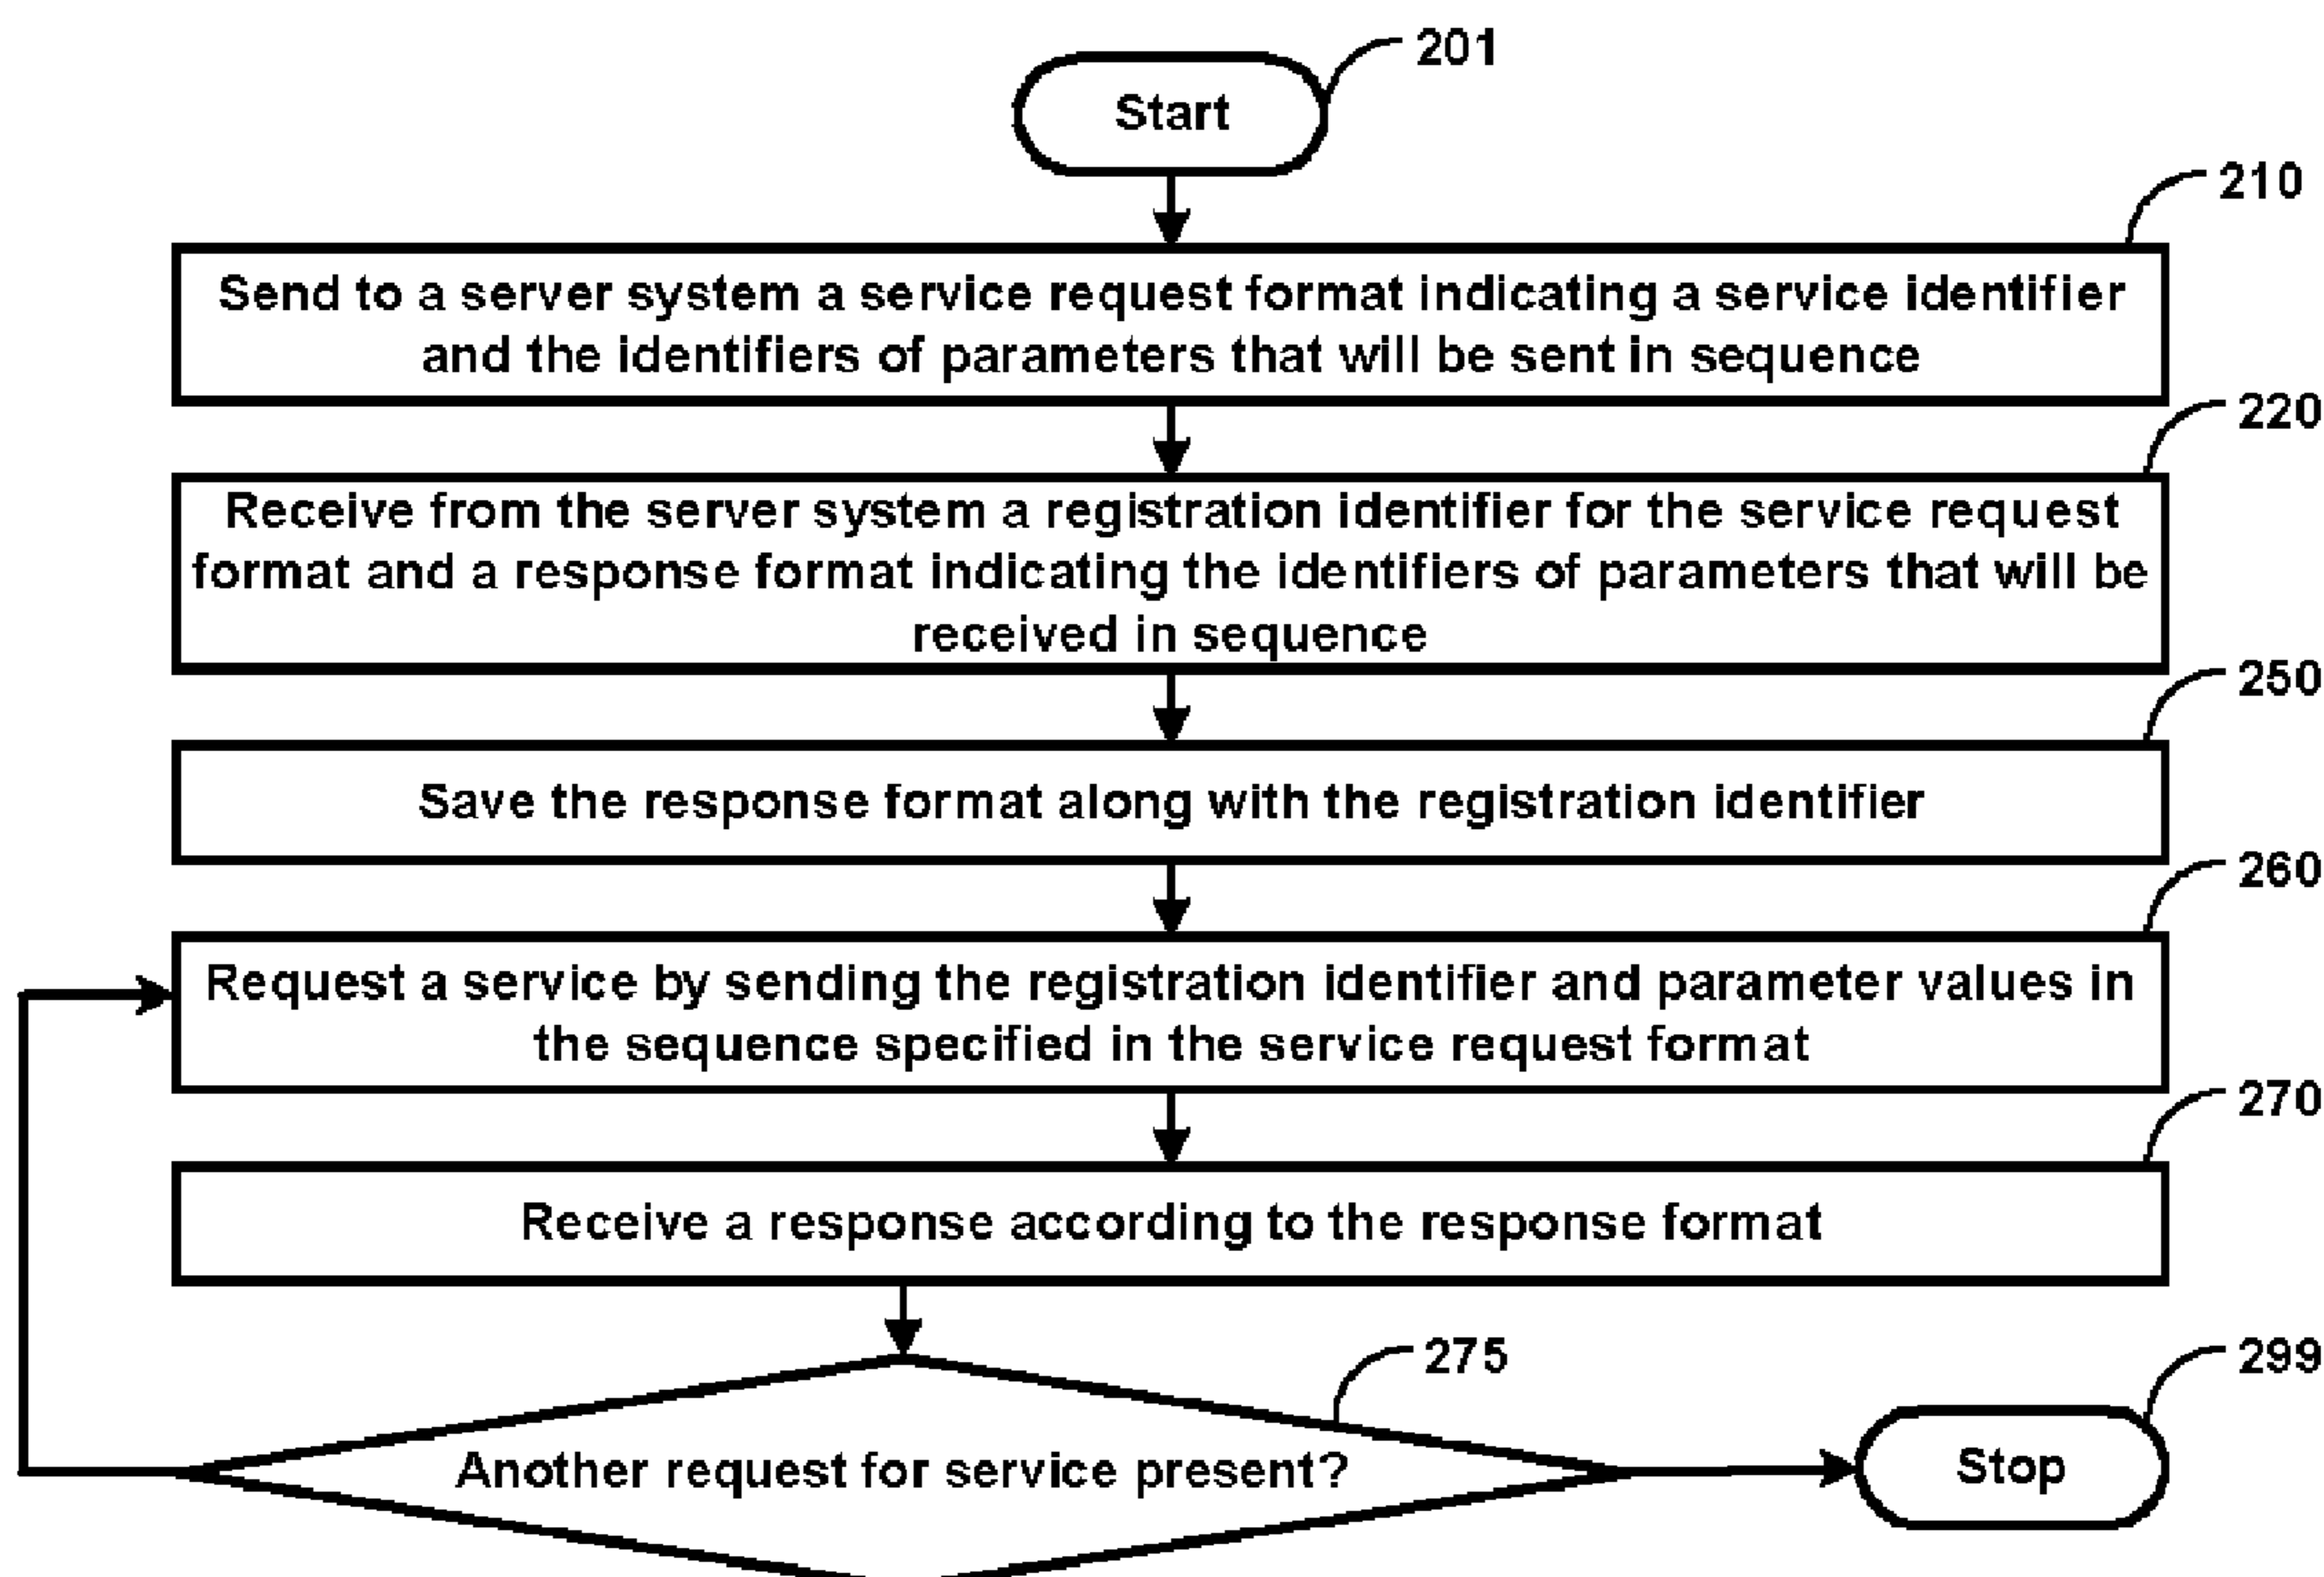 201
Start
210
Send to a server system a service request format indicating a service identifier
and the identifiers of parameters that will be sent in sequence
220
Receive from the server system a registration identifier for the service request
format and a response format indicating the identifiers of parameters that will be
received in sequence
250
Save the response format along with the registration identifier
260
Request a service by sending the registration identifier and parameter values in
the sequence specified in the service request format
270
Receive a response according to the response format
275
299
Another request for service present?
Stop